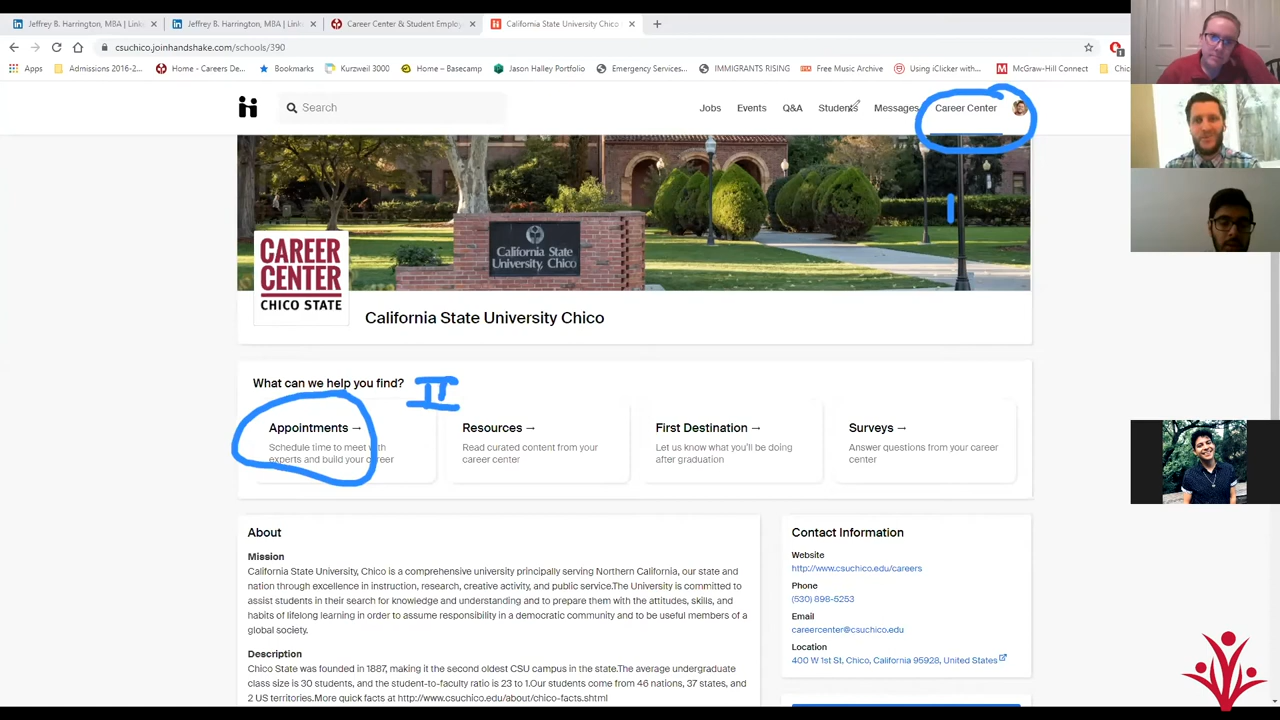 Jeffrey B. Harrington, MBA | Link
Jeffrey B. Harrington, MBA | Link
Career Center & Student Employ
California State University Chico
csuchico.joinhandshake.com/schools/390
Apps
Admissions 2016-2...
Home - Careers De...
Bookmarks
Kurzweil 3000
Home – Basecamp
Jason Halley Portfolio
Emergency Services...
IMMIGRANTS RISING
Free Music Archive
Using iClicker with...
McGraw-Hill Connect
Search
Jobs
Events
Q&A
Students
Messages
Career Center
I
California State
University, Chico
CAREER
CENTER
CHICO STATE
California State University Chico
What can we help you find?
II
Appointments →
Schedule time to meet with
experts and build your career
Resources →
Read curated content from your
career center
First Destination →
Let us know what you'll be doing
after graduation
Surveys →
Answer questions from your career
center
About
Mission
California State University, Chico is a comprehensive university principally serving Northern California, our state and
nation through excellence in instruction, research, creative activity, and public service.The University is committed to
assist students in their search for knowledge and understanding and to prepare them with the attitudes, skills, and
habits of lifelong learning in order to assume responsibility in a democratic community and to be useful members of a
global society.
Description
Chico State was founded in 1887, making it the second oldest CSU campus in the state.The average undergraduate
class size is 30 students, and the student-to-faculty ratio is 23 to 1.Our students come from 46 nations, 37 states, and
2 US territories.More quick facts at http://www.csuchico.edu/about/chico-facts.shtml
Contact Information
Website
http://www.csuchico.edu/careers
Phone
(530) 898-5253
Email
careercenter@csuchico.edu
Location
400 W 1st St, Chico, California 95928, United States